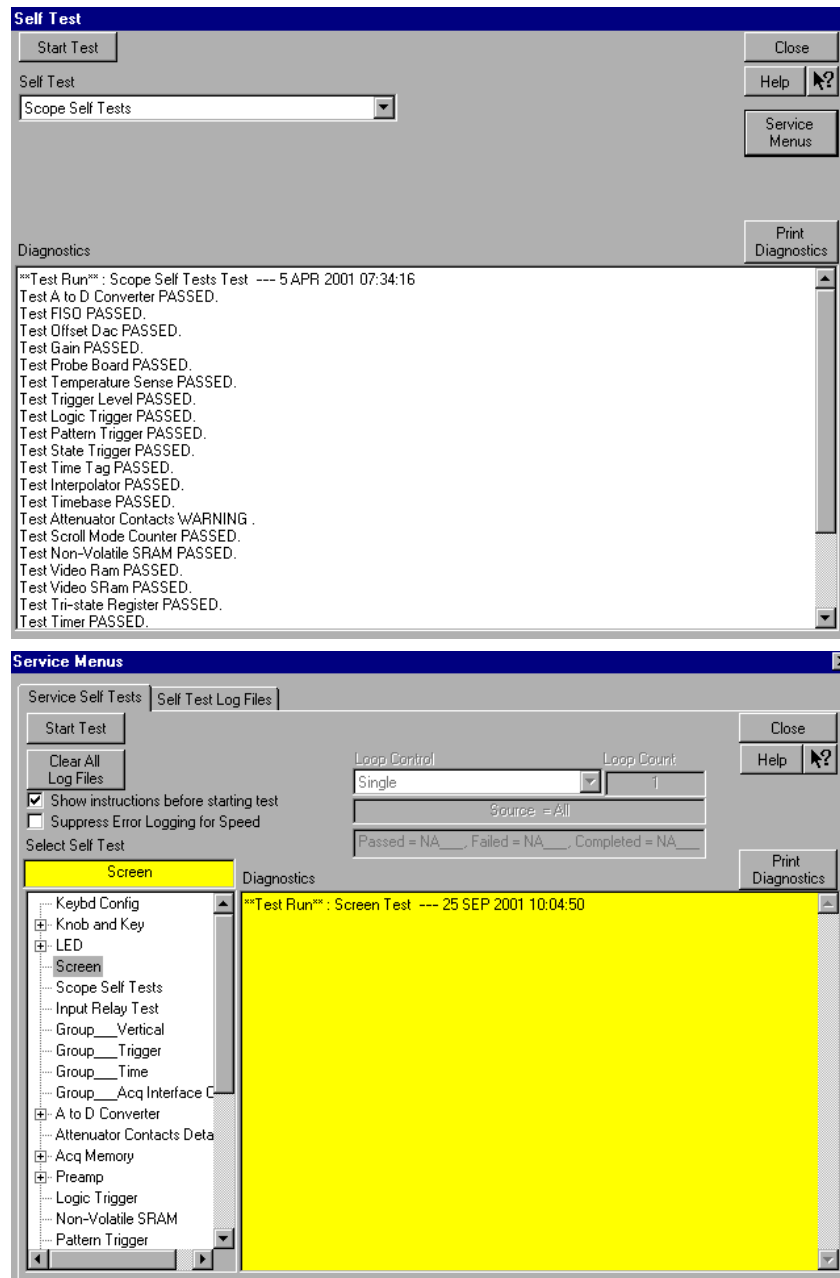 Self Test
Start Test
Close
Self Test
Help
Scope Self Tests
Service
Menus
Print
Diagnostics
Diagnostics
**Test Run** : Scope Self Tests Test --- 5 APR 2001 07:34:16
Test A to D Converter PASSED.
Test FISO PASSED.
Test Offset Dac PASSED.
Test Gain PASSED.
Test Probe Board PASSED.
Test Temperature Sense PASSED.
Test Trigger Level PASSED.
Test Logic Trigger PASSED.
Test Pattern Trigger PASSED.
Test State Trigger PASSED.
Test Time Tag PASSED.
Test Interpolator PASSED.
Test Timebase PASSED.
Test Attenuator Contacts WARNING .
Test Scroll Mode Counter PASSED.
Test Non-Volatile SRAM PASSED.
Test Video Ram PASSED.
Test Video SRam PASSED.
Test Tri-state Register PASSED.
Test Timer PASSED.
Service Menus
Service Self Tests Self Test Log Files
Start Test
Close
Clear All
Log Files
Loop Control Loop Count
Help
Single 1
Show instructions before starting test
Source = All
Suppress Error Logging for Speed
Passed = NA___, Failed = NA___, Completed = NA___
Select Self Test
Print
Diagnostics
Screen
Diagnostics
**Test Run** : Screen Test --- 25 SEP 2001 10:04:50
Keybd Config
Knob and Key
LED
Screen
Scope Self Tests
Input Relay Test
Group___Vertical
Group___Trigger
Group___Time
Group___Acq Interface C
A to D Converter
Attenuator Contacts Deta
Acq Memory
Preamp
Logic Trigger
Non-Volatile SRAM
Pattern Trigger